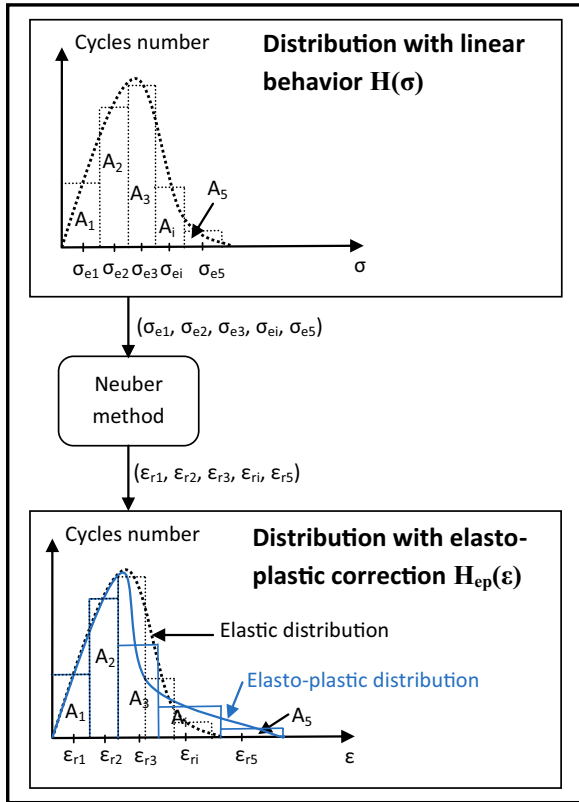 Cycles number
Distribution with linear
behavior H(σ)
A₂
A₅
A₃
A₁
Aᵢ
σₑ₁ σₑ₂ σₑ₃ σₑᵢ σₑ₅
σ
(σₑ₁, σₑ₂, σₑ₃, σₑᵢ, σₑ₅)
Neuber
method
(εᵣ₁, εᵣ₂, εᵣ₃, εᵣᵢ, εᵣ₅)
Cycles number
Distribution with elasto-
plastic correction Hₑₚ(ε)
Elastic distribution
A₂
Elasto-plastic distribution
A₁
A₃
Aᵢ
A₅
εᵣ₁ εᵣ₂ εᵣ₃ εᵣᵢ εᵣ₅
ε